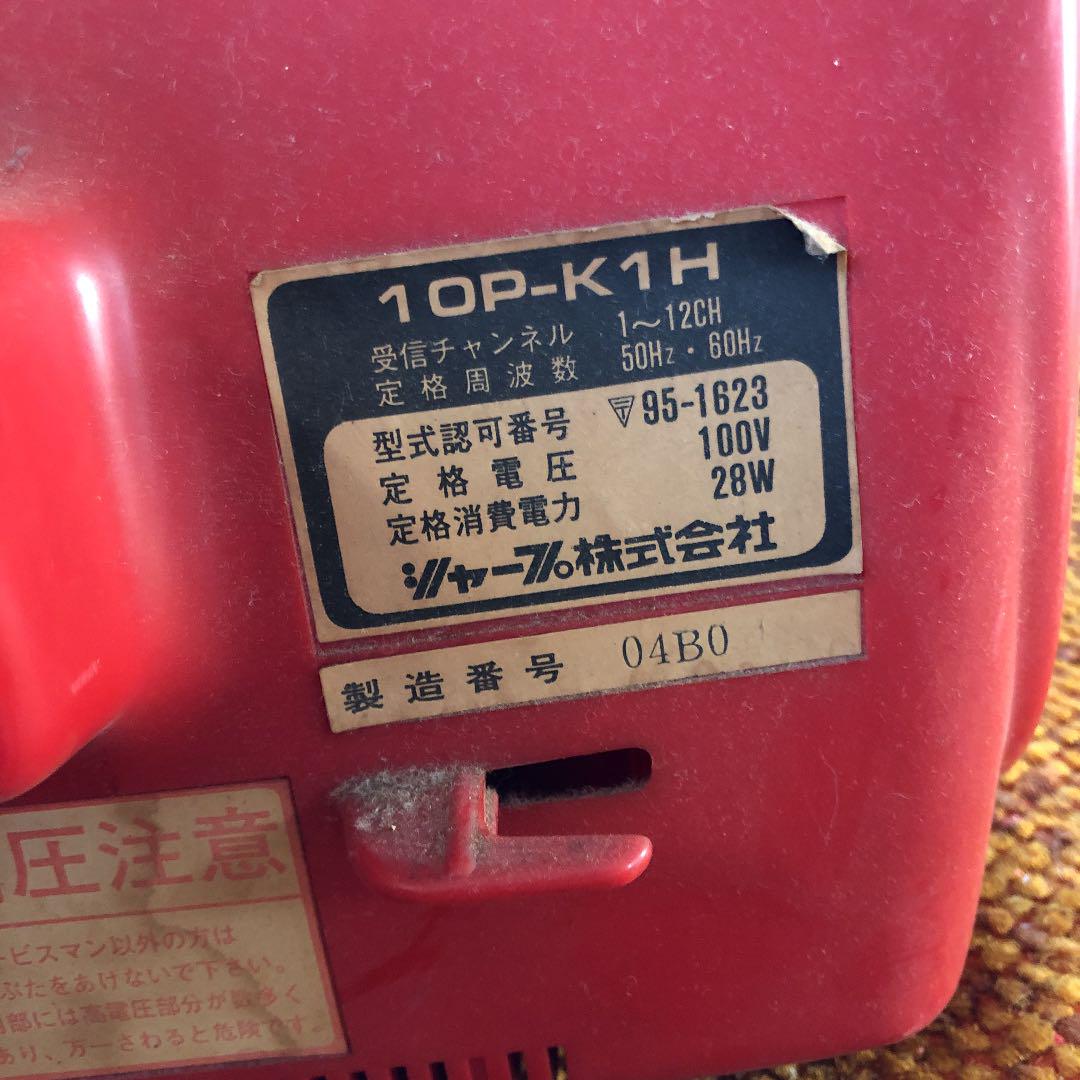 10P-K1H
受信チャンネル 1〜12CH
定格周波数 50Hz・60Hz
型式認可番号 〒95-1623
定格電圧 100V
定格消費電力 28W
シャープ株式会社
製造番号 04B0
圧注意
ービスマン以外の方は
ぶたをあけないで下さい。
部には高電圧部分が数多く
あり、万一さわると危険です